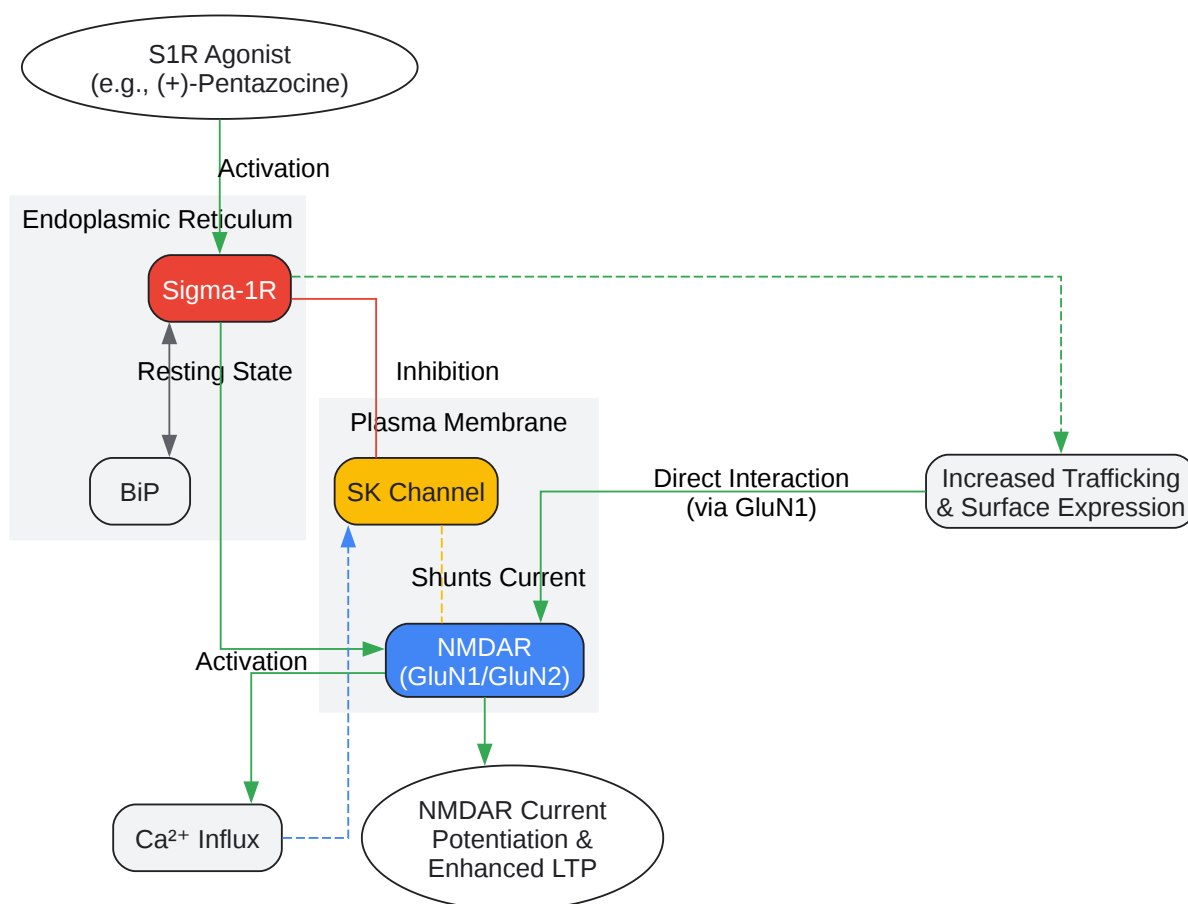 S1R Agonist
(e.g., (+)-Pentazocine)
Activation
Endoplasmic Reticulum
Sigma-1R
Resting State
Inhibition
Plasma Membrane
BiP
SK Channel
Direct Interaction
(via GluN1)
Increased Trafficking
& Surface Expression
Shunts Current
NMDAR
(GluN1/GluN2)
Activation
Ca²⁺ Influx
NMDAR Current
Potentiation &
Enhanced LTP